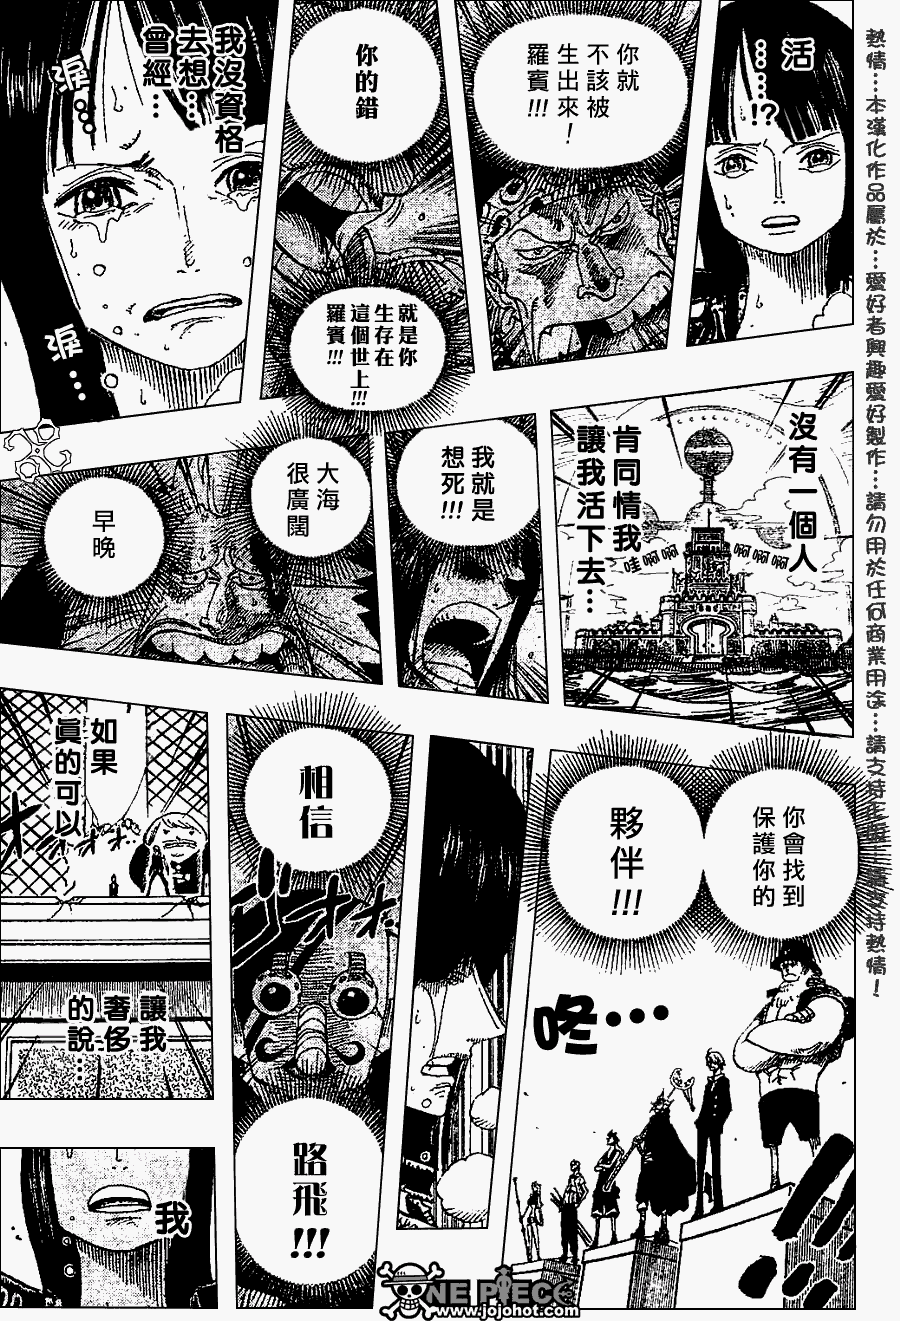 活
……!?
你就
不該被
生出來！
羅賓!!!
你的錯
就是你
生存在
這個世上!!!
羅賓!!!
我沒資格
去想…
曾經…
淚…
淚…
沒有一個人
肯同情我
讓我活下去…
哇啊啊
啊啊啊
我就是
想死!!!
大海
很廣闊
早晚
你會找到
保護你的
夥伴!!!
咚…
相信
路飛!!!
如果
真的可以
讓我
奢侈
的說…
我
熱情…本漢化作品屬於…愛好者興趣愛好製作…請勿用於任何商業用途…請支持熱情！
ONE PIECE
www.jojohot.com